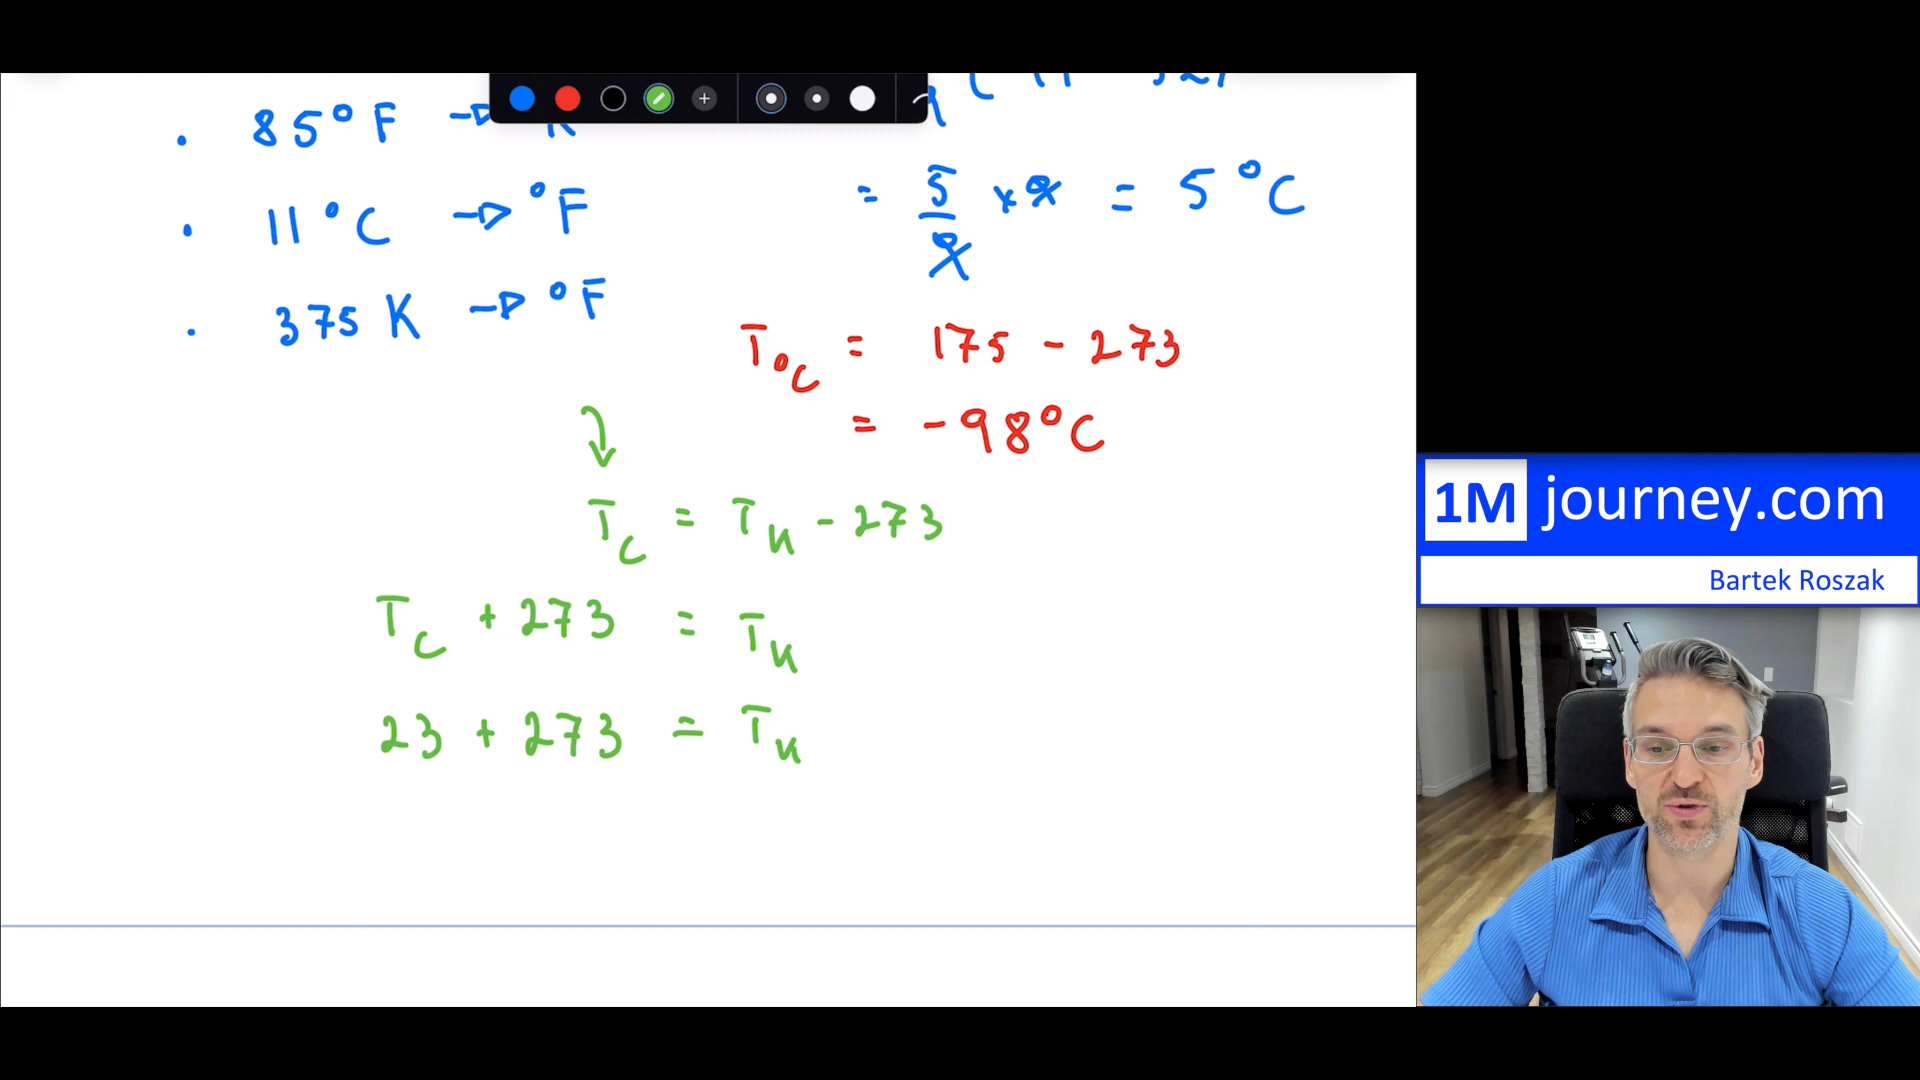 85°F → K
11°C → °F
375 K → °F
= 5/9 × 9 = 5°C
T°C = 175 - 273
= -98°C
T_C = T_K - 273
T_C + 273 = T_K
23 + 273 = T_K
1M journey.com
Bartek Roszak